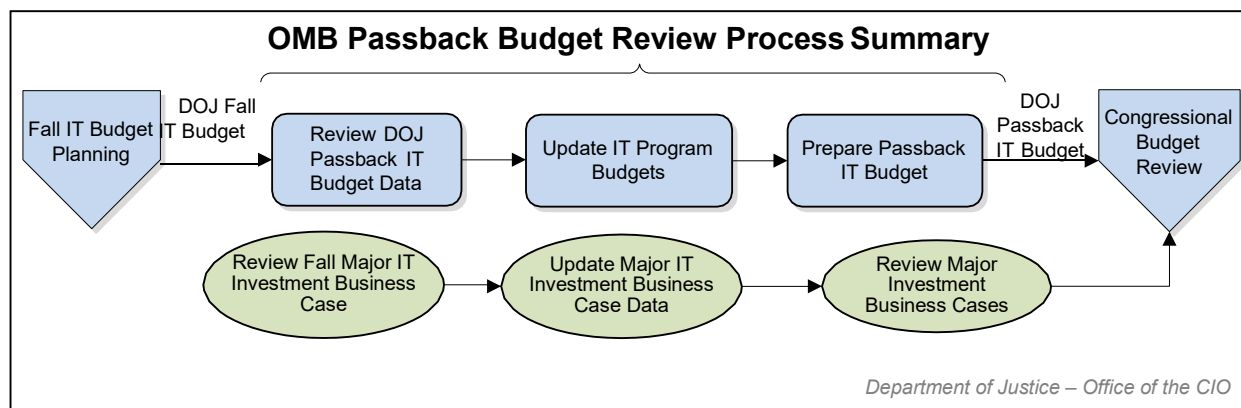 OMB Passback Budget Review Process Summary
Fall IT Budget
Planning
DOJ Fall
IT Budget
Review DOJ
Passback IT
Budget Data
Update IT Program
Budgets
Prepare Passback
IT Budget
DOJ
Passback
IT Budget
Congressional
Budget
Review
Review Fall Major IT
Investment Business
Case
Update Major IT
Investment Business
Case Data
Review Major
Investment
Business Cases
Department of Justice – Office of the CIO